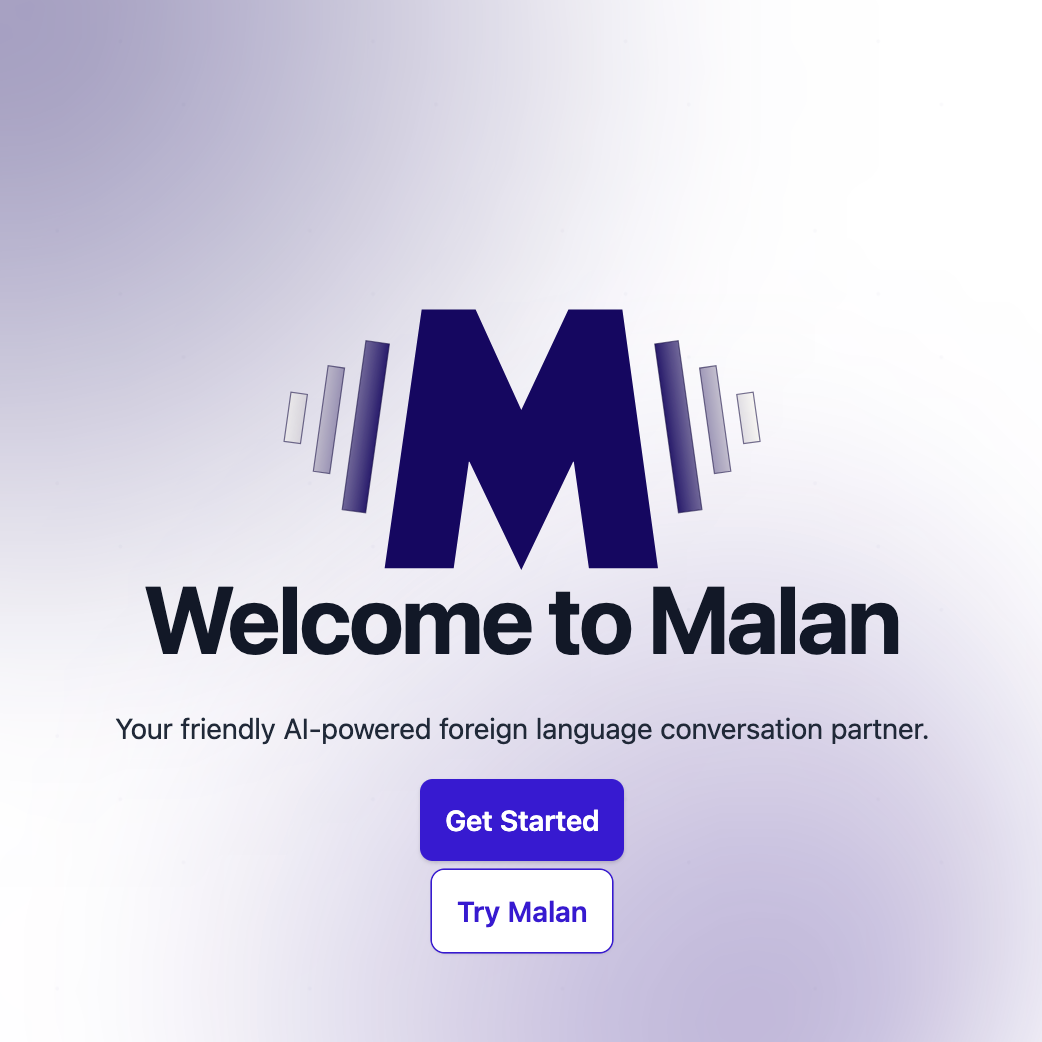 M
Welcome to Malan
Your friendly AI-powered foreign language conversation partner.
Get Started
Try Malan